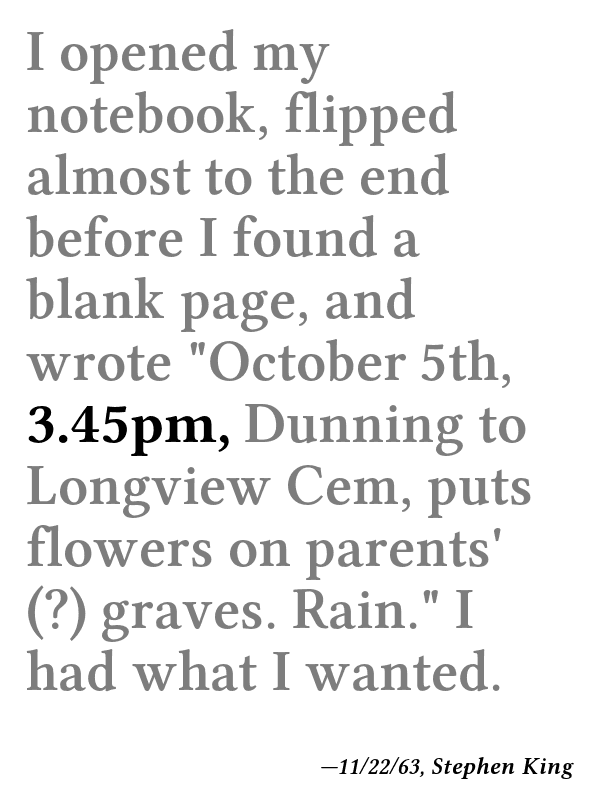 I opened my
notebook, flipped
almost to the end
before I found a
blank page, and
wrote "October 5th,
3.45pm, Dunning to
Longview Cem, puts
flowers on parents'
(?) graves. Rain." I
had what I wanted.
—11/22/63, Stephen King